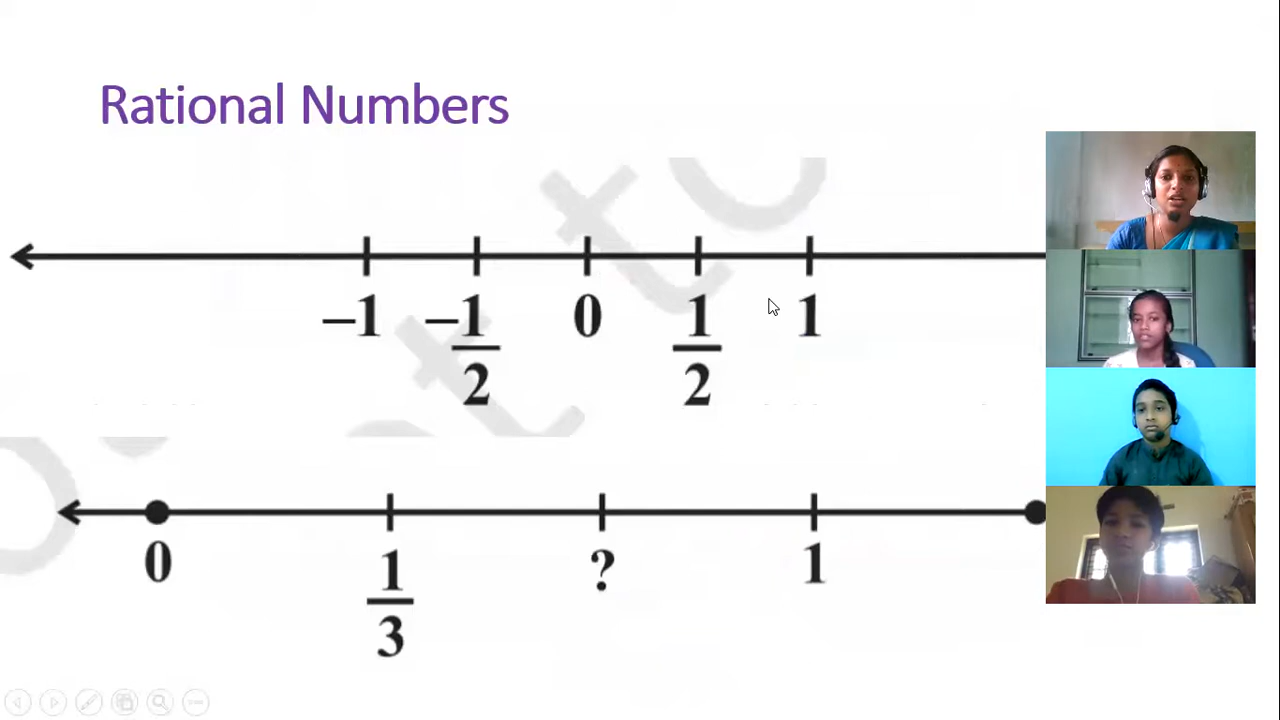 Rational Numbers
–1 –1/2 0 1/2 1
0 1/3 ? 1